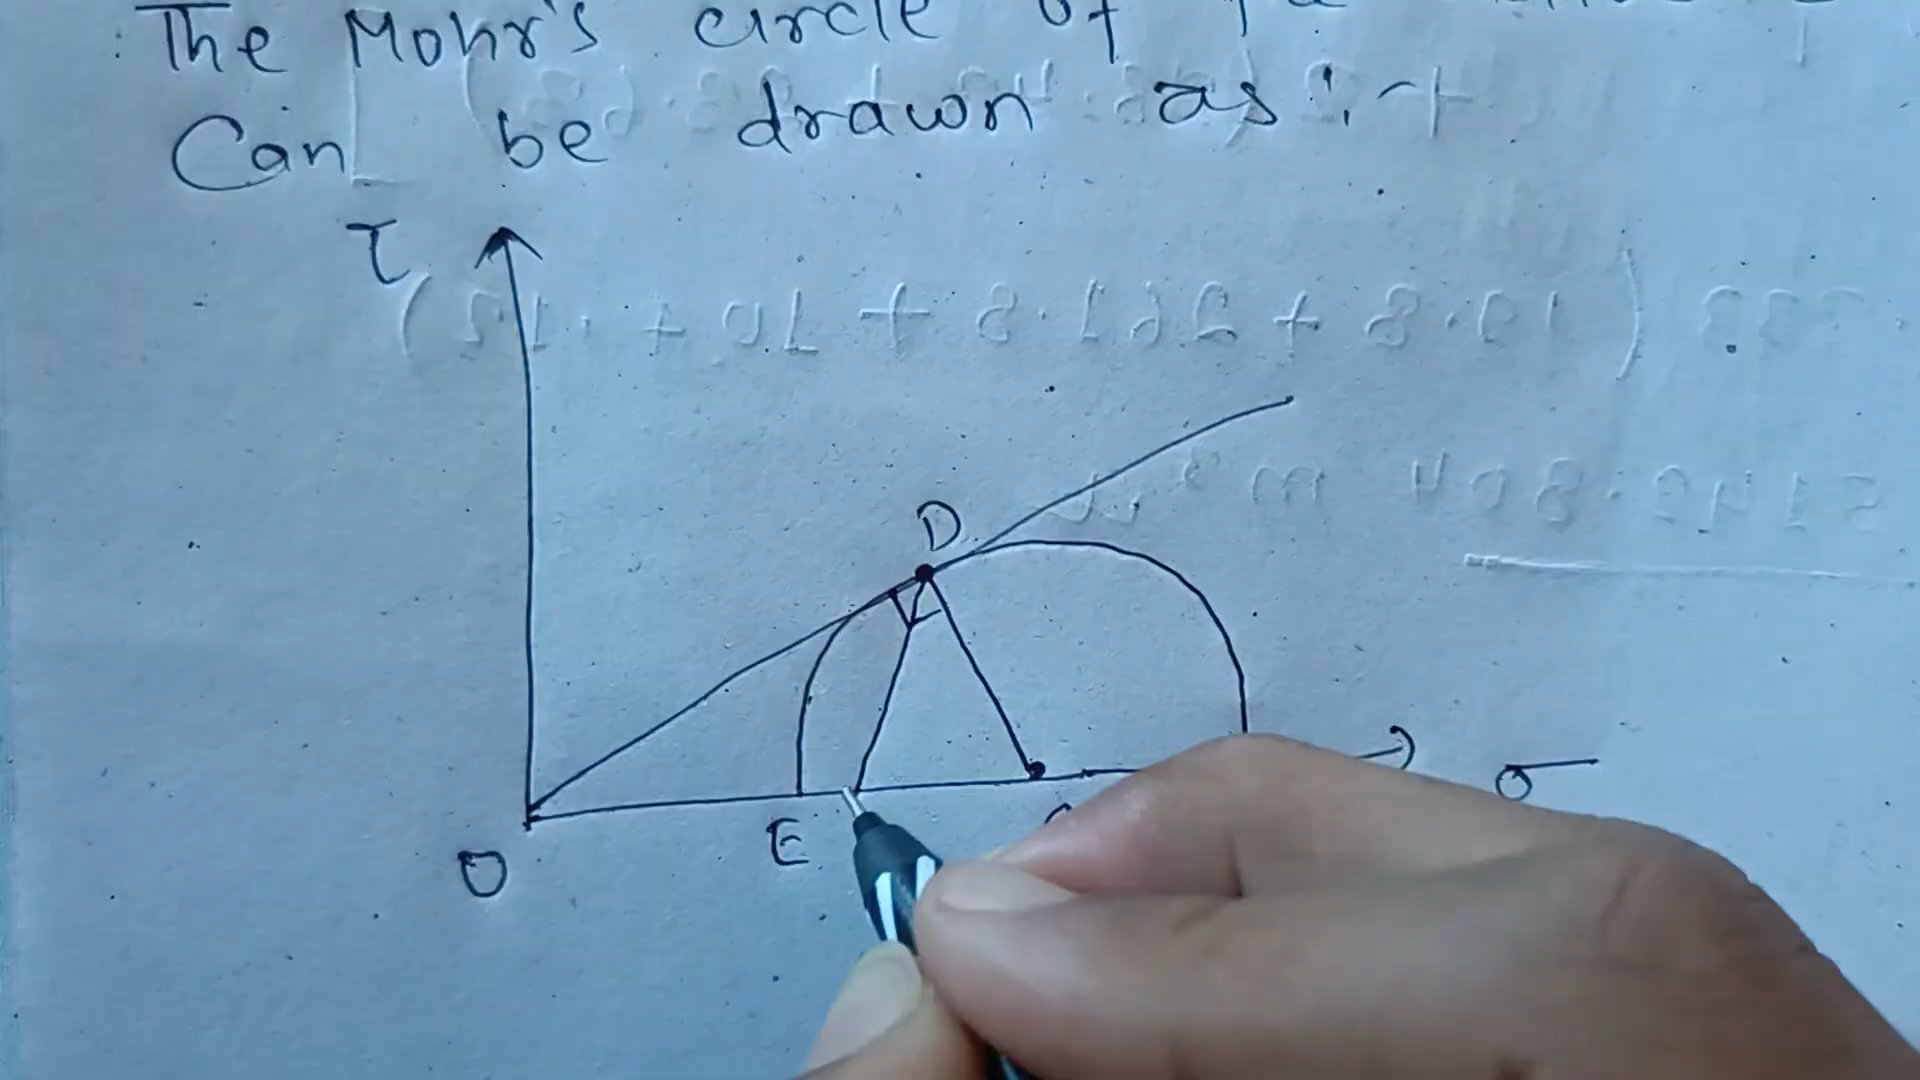 The Mohr's circle of
Can be drawn as :-
τ
D
σ
E
O